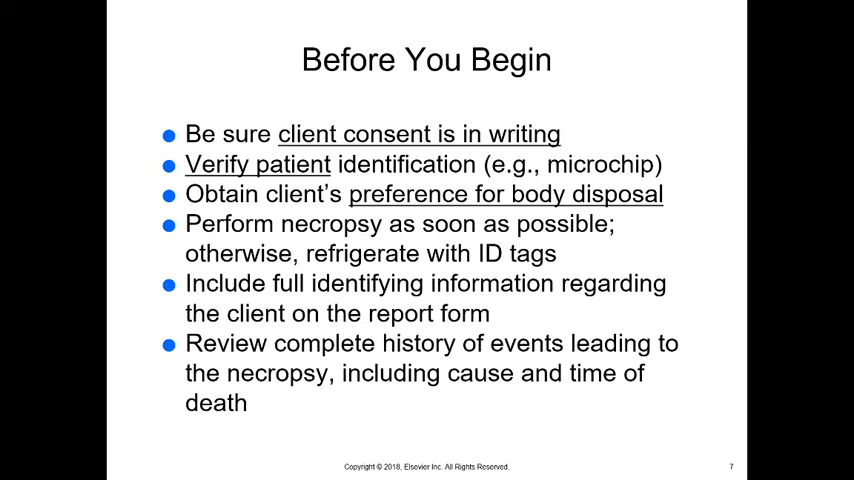 Before You Begin
Be sure client consent is in writing
Verify patient identification (e.g., microchip)
Obtain client's preference for body disposal
Perform necropsy as soon as possible;
otherwise, refrigerate with ID tags
Include full identifying information regarding
the client on the report form
Review complete history of events leading to
the necropsy, including cause and time of
death
Copyright © 2018, Elsevier Inc. All Rights Reserved.
7